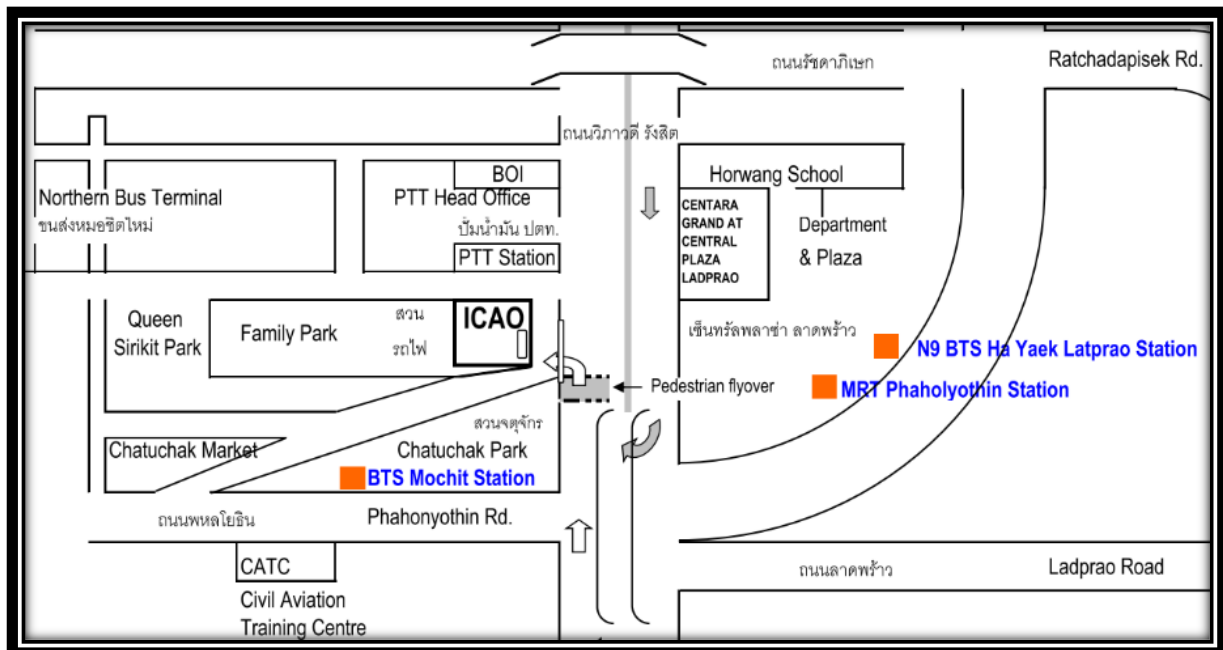 ถนนรัชดาภิเษก
Ratchadapisek Rd.
ถนนวิภาวดี รังสิต
BOI
Horwang School
Northern Bus Terminal
ขนส่งหมอชิตใหม่
PTT Head Office
ปั๊มน้ำมัน ปตท.
PTT Station
CENTARA
GRAND AT
CENTRAL
PLAZA
LADPRAO
Department
& Plaza
Queen
Sirikit Park
Family Park
สวน
รถไฟ
ICAO
เซ็นทรัลพลาซ่า ลาดพร้าว
N9 BTS Ha Yaek Latprao Station
Pedestrian flyover
MRT Phaholyothin Station
สวนจตุจักร
Chatuchak Market
Chatuchak Park
BTS Mochit Station
ถนนพหลโยธิน
Phahonyothin Rd.
CATC
Civil Aviation
Training Centre
ถนนลาดพร้าว
Ladprao Road